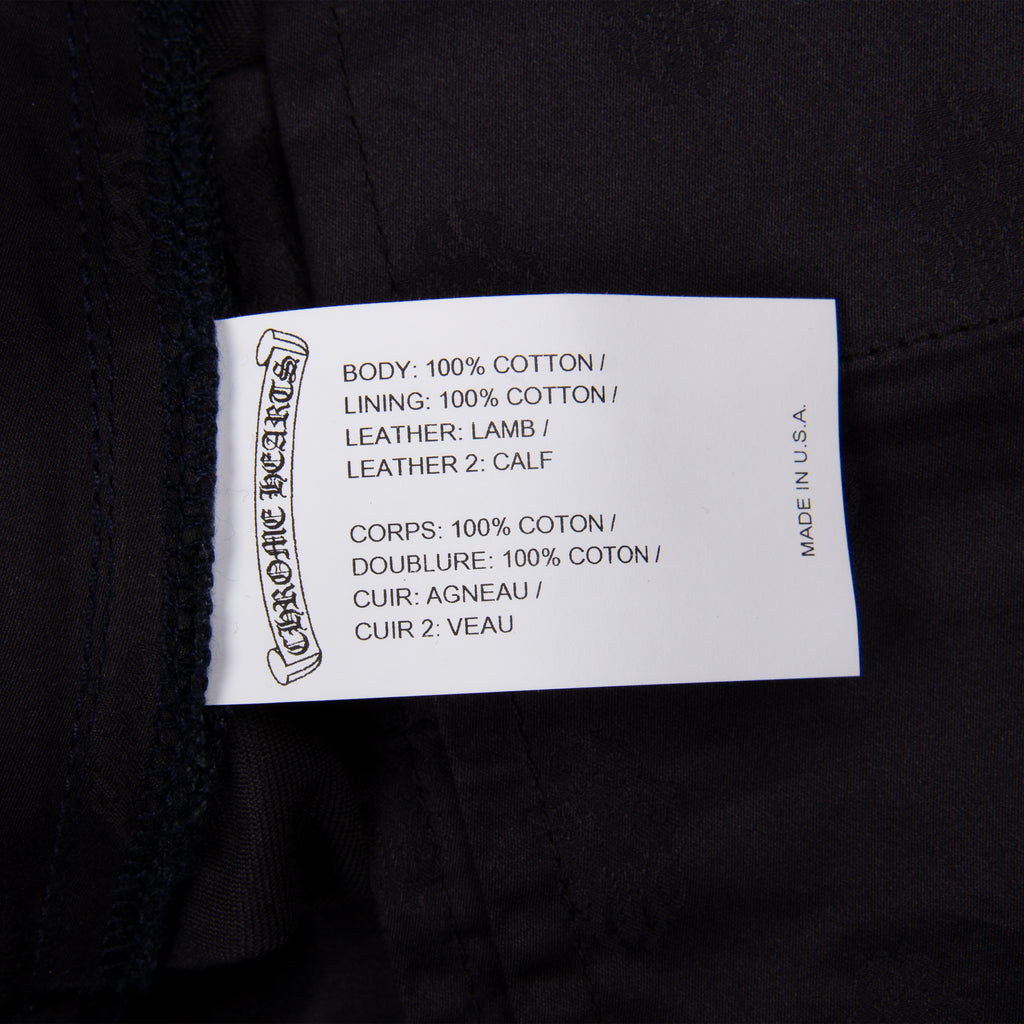 CHROME HEARTS
BODY: 100% COTTON /
LINING: 100% COTTON /
LEATHER: LAMB /
LEATHER 2: CALF
CORPS: 100% COTON /
DOUBLURE: 100% COTON /
CUIR: AGNEAU /
CUIR 2: VEAU
MADE IN U.S.A.